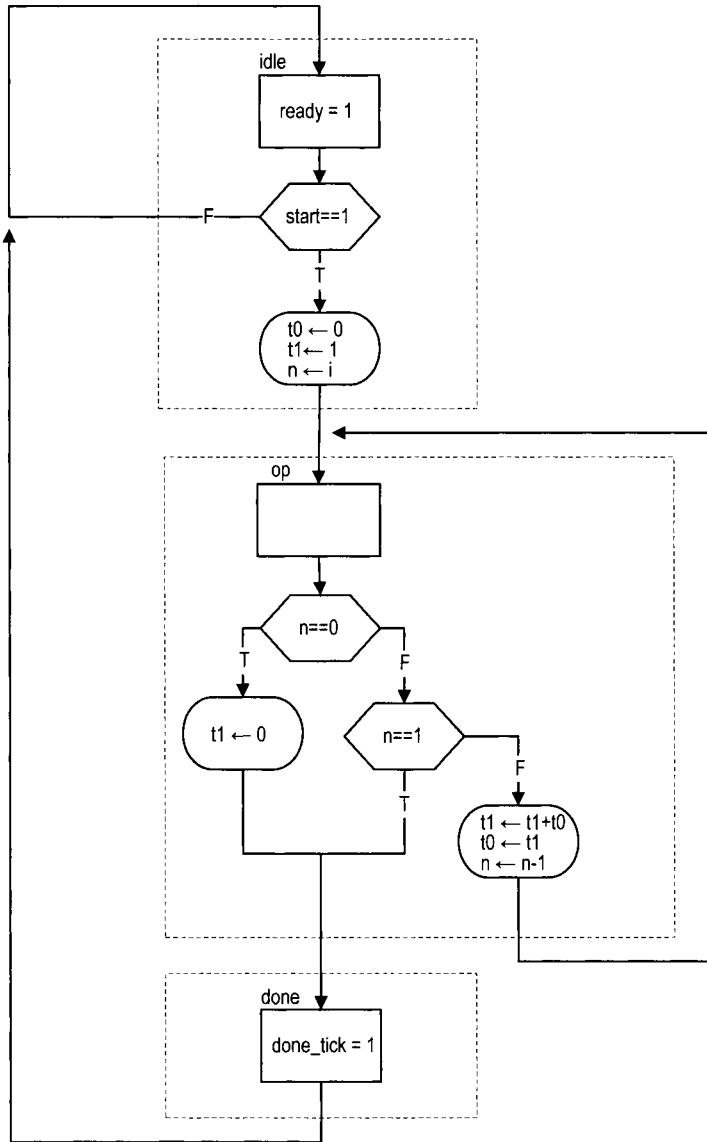 idle
ready = 1
start==1
F
T
t0 ← 0
t1 ← 1
n ← i
op
n==0
T
F
t1 ← 0
n==1
F
T
t1 ← t1+t0
t0 ← t1
n ← n-1
done
done_tick = 1